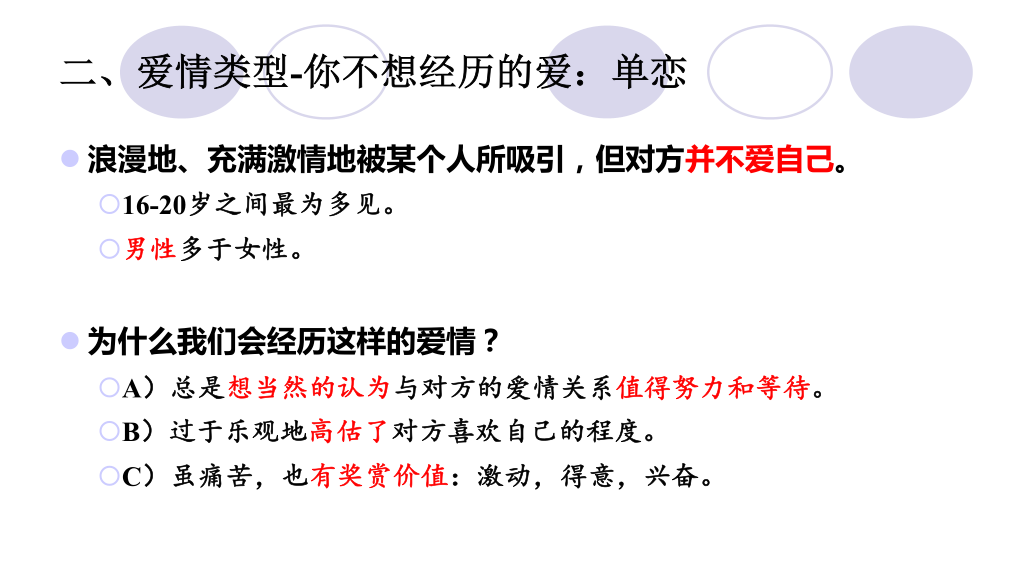 二、爱情类型-你不想经历的爱：单恋
浪漫地、充满激情地被某个人所吸引，但对方并不爱自己。
16-20岁之间最为多见。
男性多于女性。
为什么我们会经历这样的爱情？
A）总是想当然的认为与对方的爱情关系值得努力和等待。
B）过于乐观地高估了对方喜欢自己的程度。
C）虽痛苦，也有奖赏价值：激动，得意，兴奋。